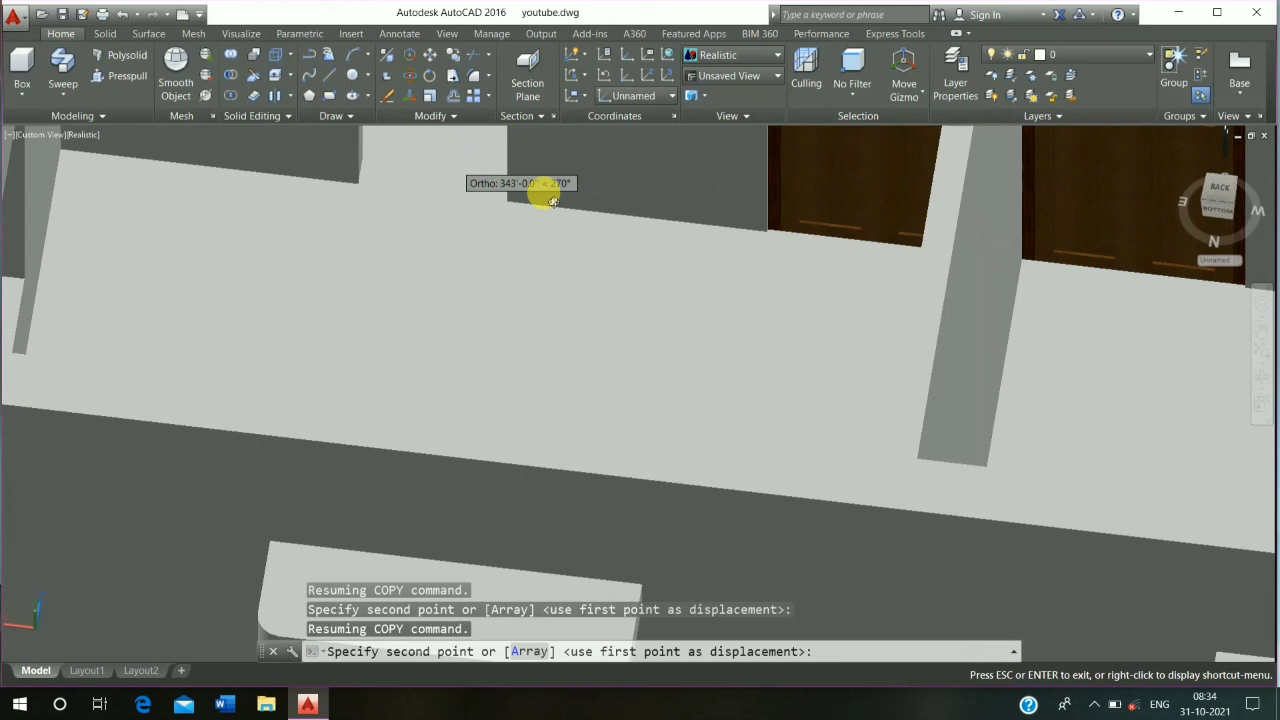 Autodesk AutoCAD 2016 youtube.dwg
Type a keyword or phrase
Sign In
Home Solid Surface Mesh Visualize Parametric Insert Annotate View Manage Output Add-ins A360 Featured Apps BIM 360 Performance Express Tools
Box
Sweep
Polysolid
Presspull
Smooth
Object
Section
Plane
Realistic
Unsaved View
Unnamed
Culling
No Filter
Move
Gizmo
Layer
Properties
0
Group
Base
Modeling Mesh Solid Editing Draw Modify Section Coordinates View Selection Layers Groups View
[−][Custom View][Realistic]
BACK
BOTTOM
E
W
N
Unnamed
Resuming COPY command.
Specify second point or [Array] <use first point as displacement>:
Resuming COPY command.
Specify second point or [Array] <use first point as displacement>:
Model Layout1 Layout2 +
Press ESC or ENTER to exit, or right-click to display shortcut-menu.
ENG
08:34
31-10-2021